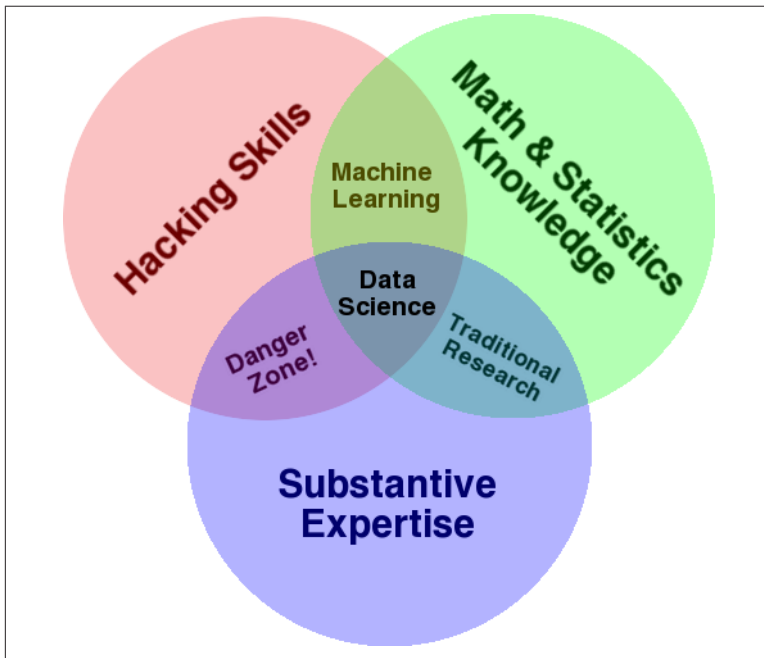 Hacking Skills
Math & Statistics
Knowledge
Machine
Learning
Data
Science
Danger
Zone!
Traditional
Research
Substantive
Expertise